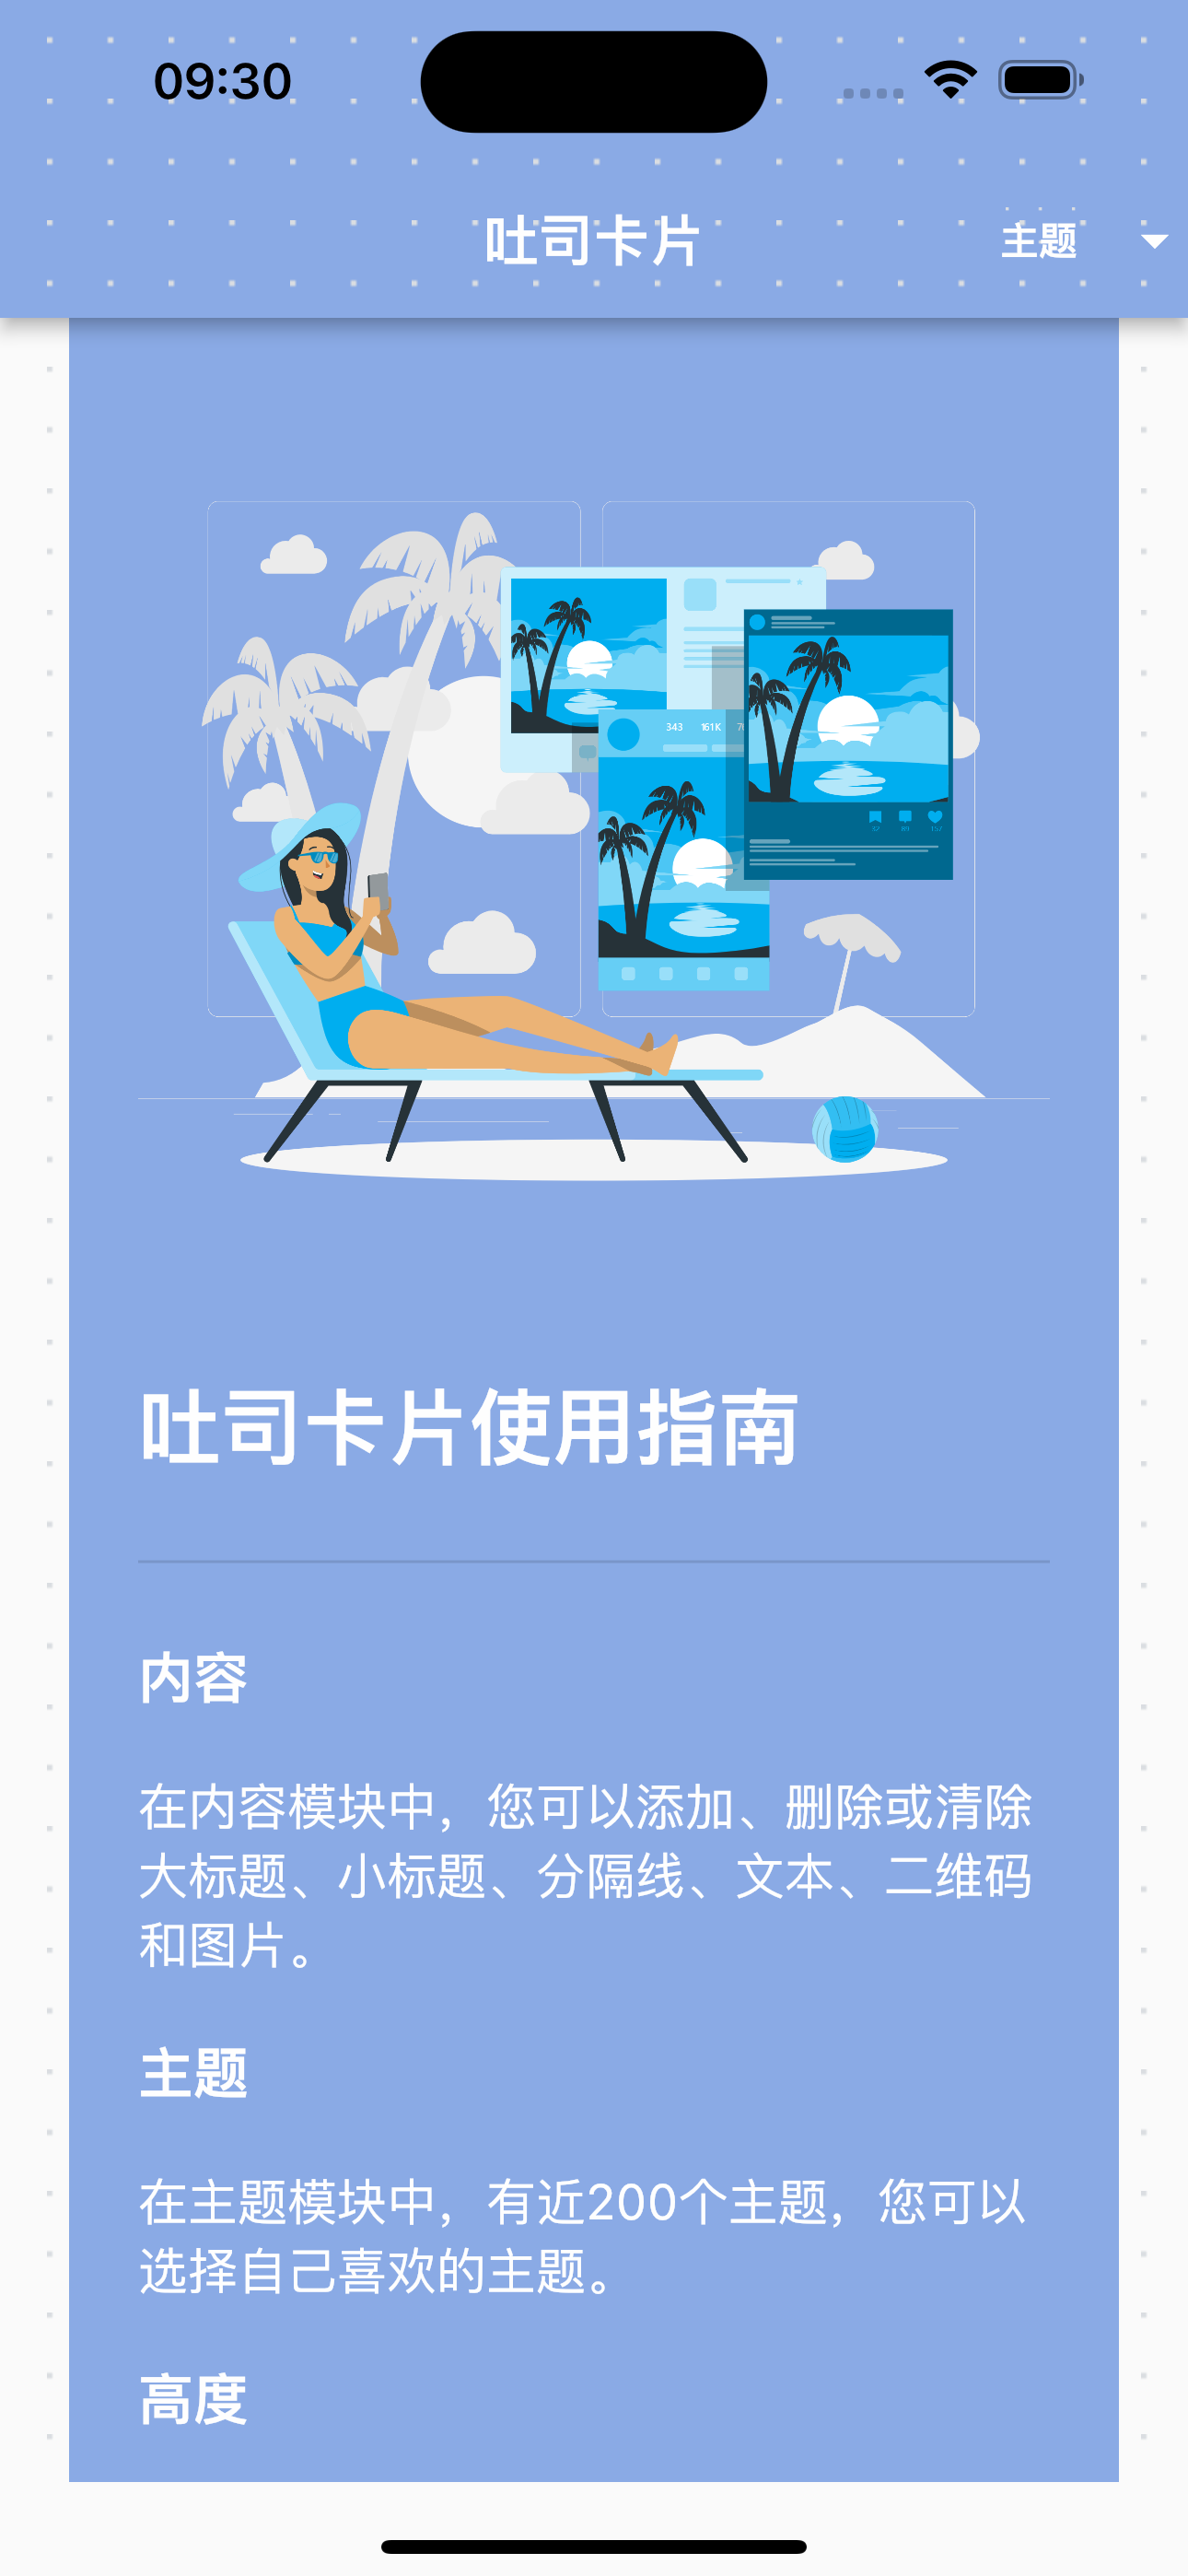 09:30
吐司卡片
主题
343 161K
52 89 152
吐司卡片使用指南
内容
在内容模块中，您可以添加、删除或清除
大标题、小标题、分隔线、文本、二维码
和图片。
主题
在主题模块中，有近200个主题，您可以
选择自己喜欢的主题。
高度